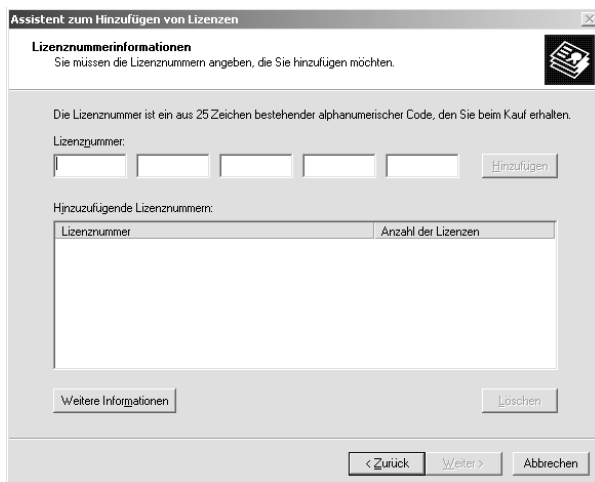 Assistent zum Hinzufügen von Lizenzen
Lizenznummerinformationen
Sie müssen die Lizenznummern angeben, die Sie hinzufügen möchten.
Die Lizenznummer ist ein aus 25 Zeichen bestehender alphanumerischer Code, den Sie beim Kauf erhalten.
Lizenznummer:
Hinzufügen
Hinzuzufügende Lizenznummern:
Lizenznummer Anzahl der Lizenzen
Weitere Informationen Löschen
< Zurück Weiter > Abbrechen